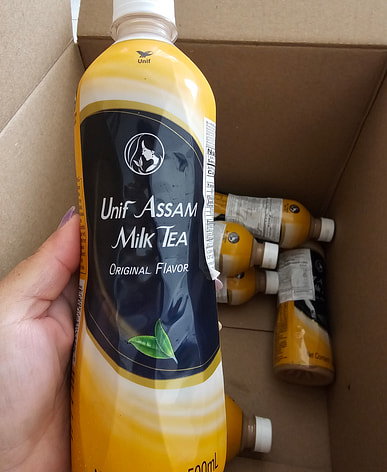 Unif
Unif Assam
Milk Tea
Original Flavor
500mL